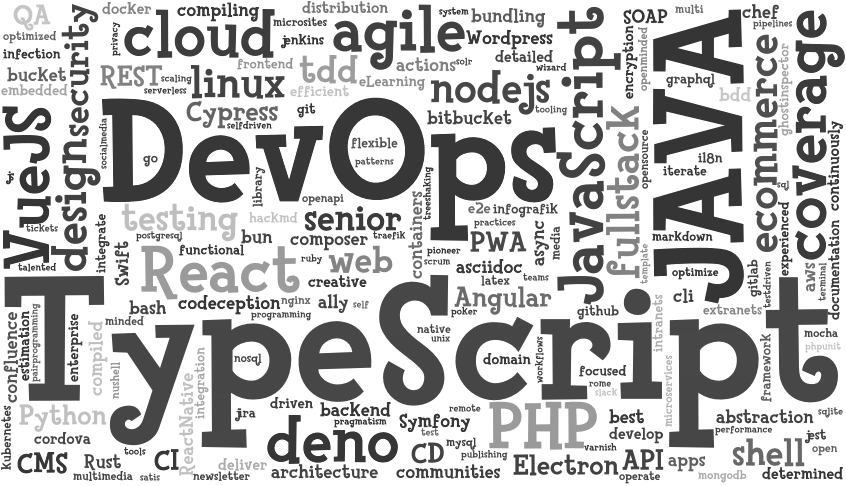 QA
docker
compiling
distribution
system
bundling
SOAP
multi
chef
optimized
privacy
cloud
microsites
jenkins
agile
Wordpress
encryption
openminded
pipelines
infection
designsecurity
frontend
actions
solr
detailed
wizard
JavaScript
graphql
JAVA
ecommerce
ghostinspector
coverage
bucket
REST
scaling
serverless
linux
tdd
efficient
eLearning
nodejs
tooling
bdd
embedded
Cypress
selfdriven
git
bitbucket
VueJS
socialmedia
DevOps
go
flexible
patterns
fullstack
opensource
il8n
iterate
continuously
library
openapi
treeshaking
sql
tickets
talented
integrate
testing
hackmd
senior
containers
e2e
infografik
practices
postgresql
Swift
functional
bun
composer
traefik
pioneer
PWA
async
media
markdown
experienced
documentation
React
ruby
web
scrum
asciidoc
template
optimize
gitlab
testdriven
aws
terminal
creative
latex
teams
TypeScript
bash
codeception
nginx
ally
self
Angular
github
intranets
cli
extranets
programming
poker
confluence
estimation
pairprogramming
enterprise
minded
compiled
native
unix
mocha
phpunit
nushell
nosql
domain
workflows
focused
rome
slack
microservices
framework
ReactNative
integration
kubernetes
Python
jira
driven
backend
pragmatism
Symfony
remote
PHP
best
abstraction
sqlite
cordova
deno
test
mysql
develop
performance
jest
open
tools
CMS
Rust
CI
deliver
CD
publishing
varnish
API
apps
shell
multimedia
satis
newsletter
architecture
communities
Electron
operate
mongodb
determined